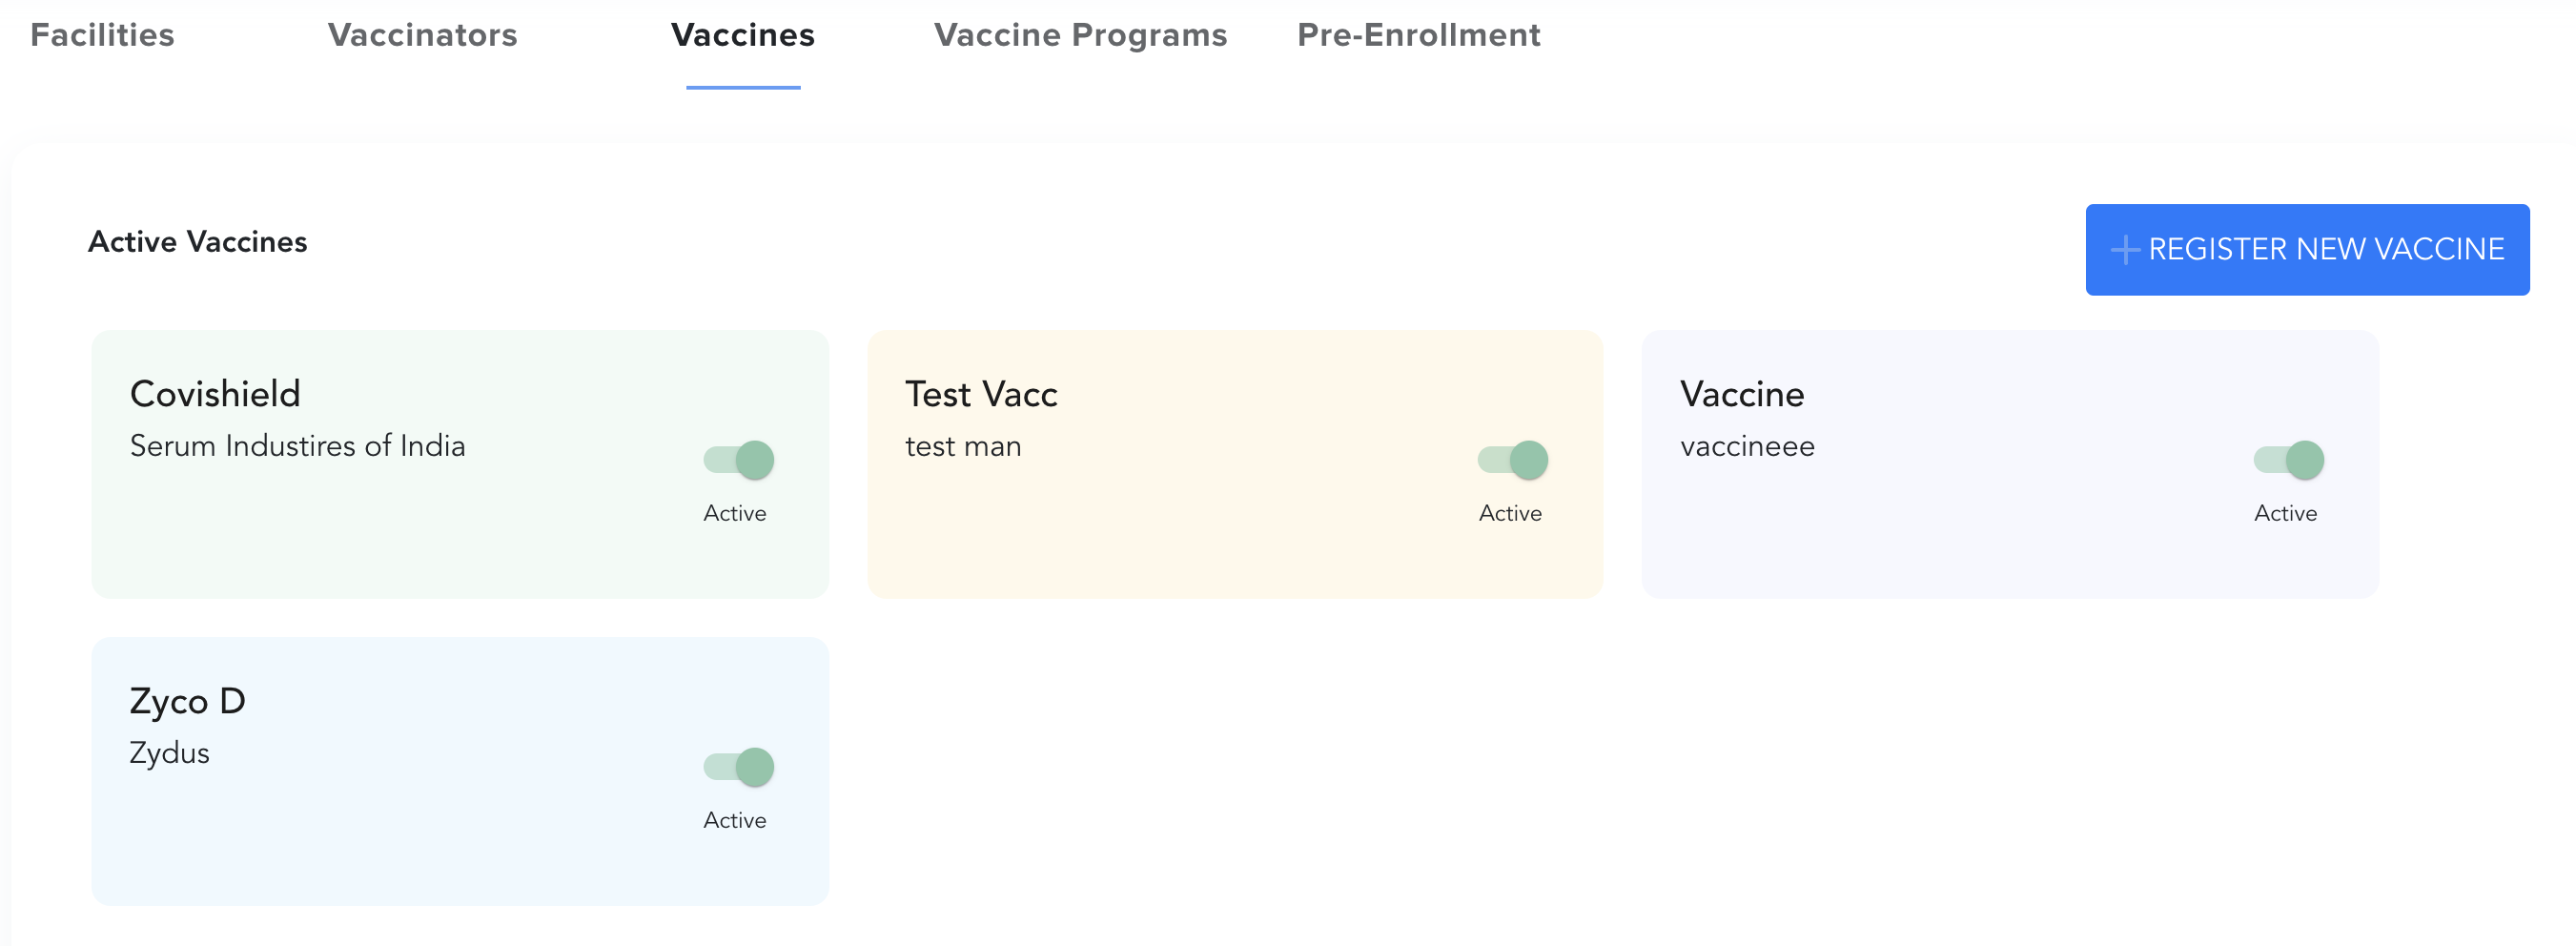 Facilities Vaccinators Vaccines Vaccine Programs Pre-Enrollment
Active Vaccines
REGISTER NEW VACCINE
Covishield
Serum Industires of India
Active
Test Vacc
test man
Active
Vaccine
vaccineee
Active
Zyco D
Zydus
Active